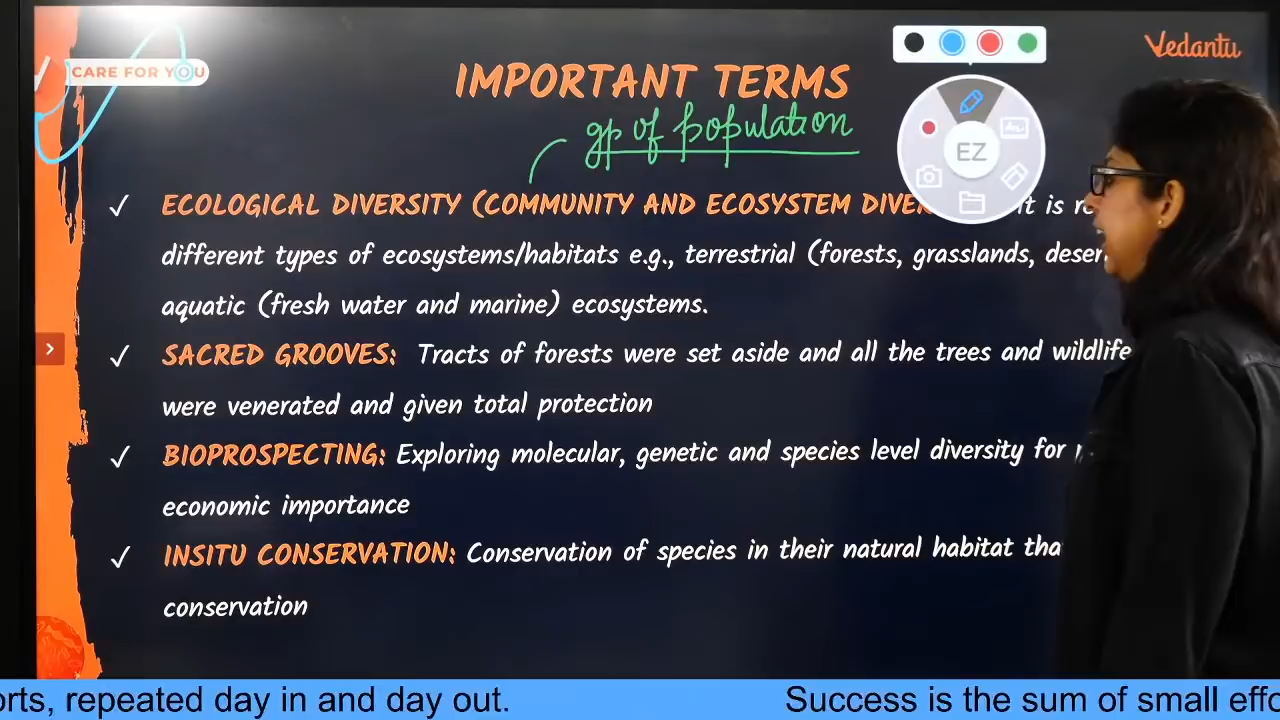 CARE FOR YOU
Vedantu
IMPORTANT TERMS
gp of population
EZ
✓ ECOLOGICAL DIVERSITY (COMMUNITY AND ECOSYSTEM It is
different types of ecosystems/habitats e.g., terrestrial (forests, grasslands,
aquatic (fresh water and marine) ecosystems.
✓ SACRED GROOVES: Tracts of forests were set aside and all the trees and wildlife
were venerated and given total protection
✓ BIOPROSPECTING: Exploring molecular, genetic and species level diversity for
economic importance
✓ INSITU CONSERVATION: Conservation of species in their natural habitat
conservation
orts, repeated day in and day out. Success is the sum of small effo